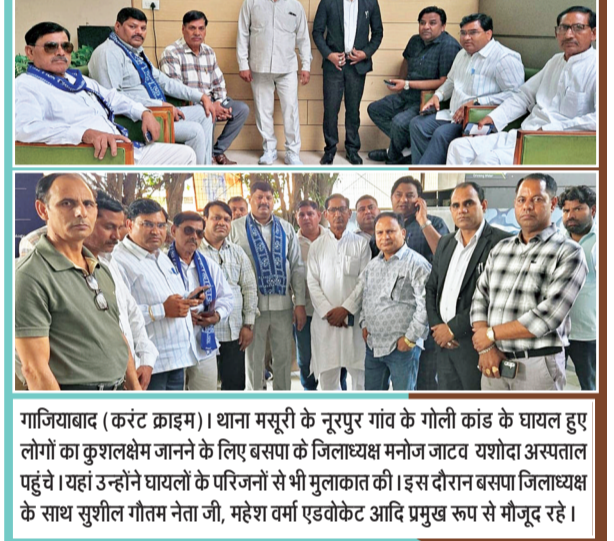 गाजियाबाद (करंट क्राइम)। थाना मसूरी के नूरपुर गांव के गोली कांड के घायल हुए
लोगों का कुशलक्षेम जानने के लिए बसपा के जिलाध्यक्ष मनोज जाटव यशोदा अस्पताल
पहुंचे। यहां उन्होंने घायलों के परिजनों से भी मुलाकात की। इस दौरान बसपा जिलाध्यक्ष
के साथ सुशील गौतम नेता जी, महेश वर्मा एडवोकेट आदि प्रमुख रूप से मौजूद रहे।